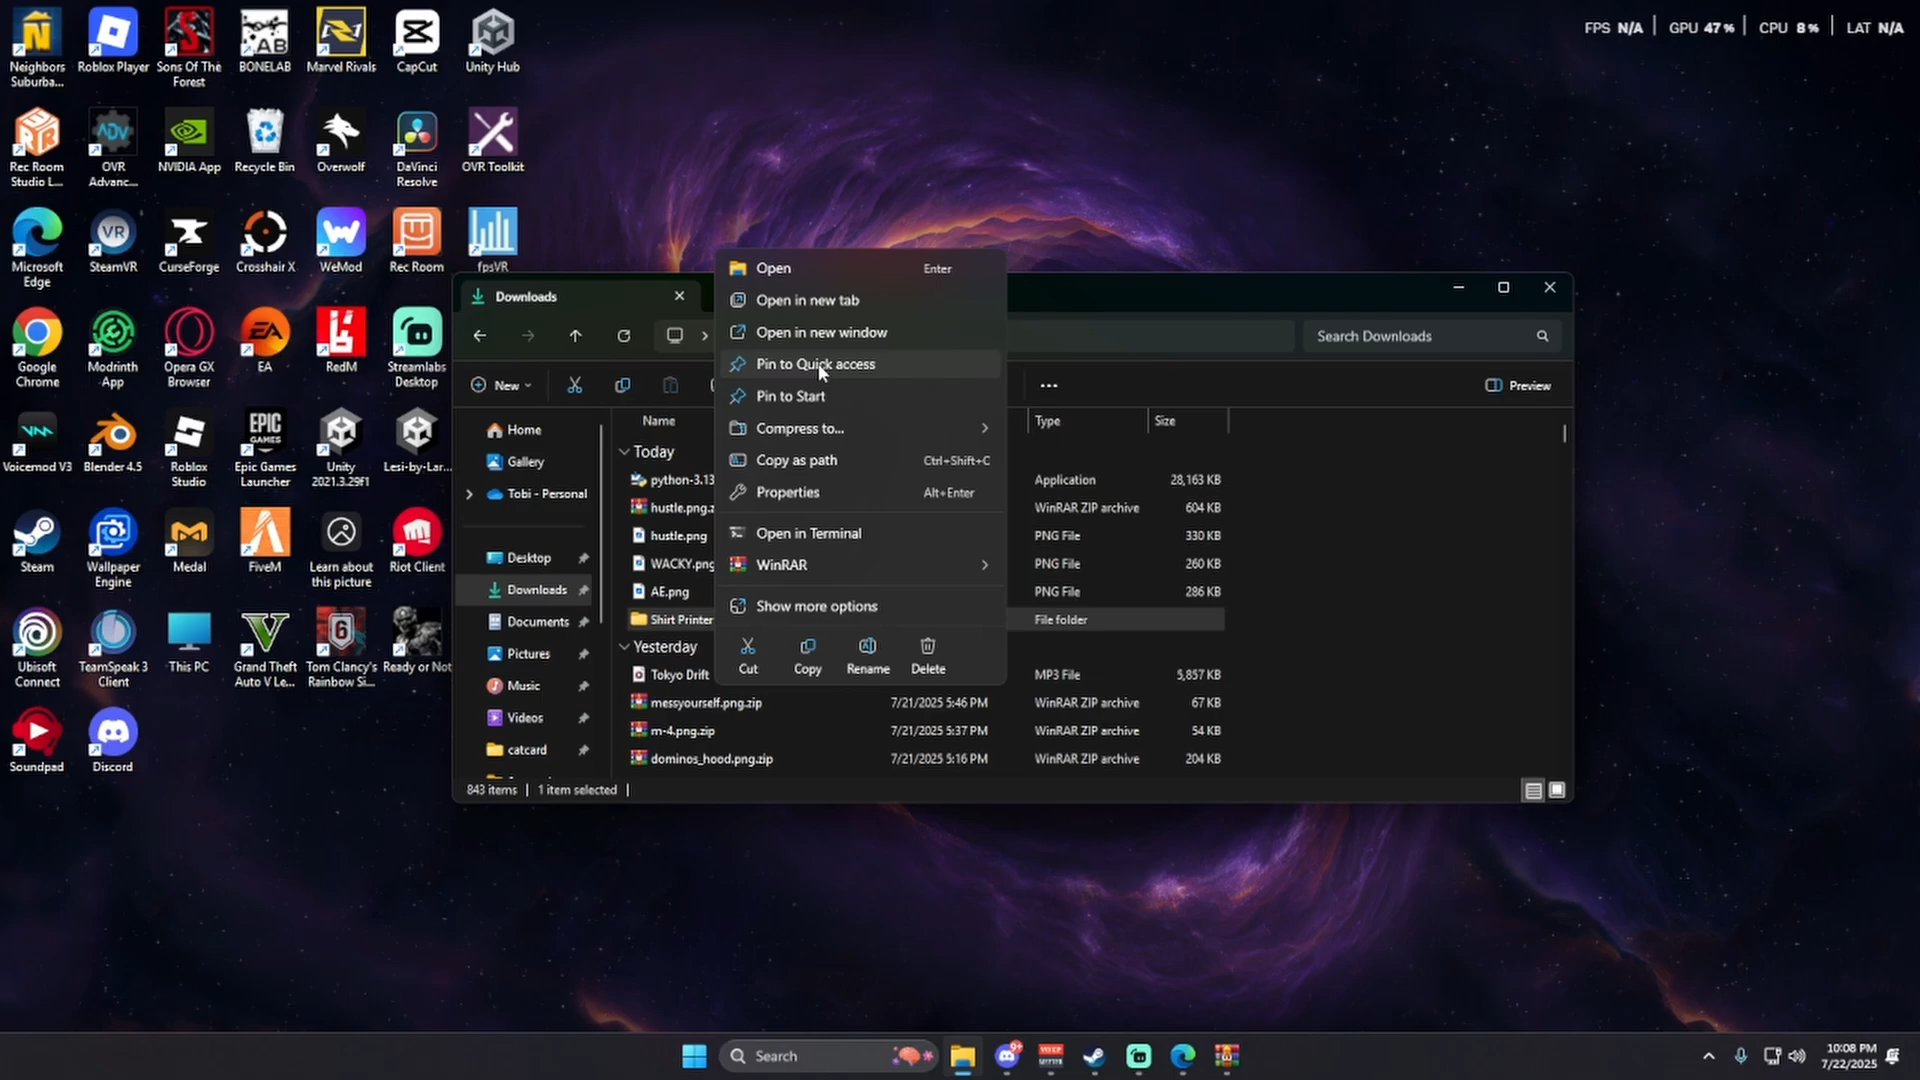 FPS N/A | GPU 47% | CPU 8% | LAT N/A
Neighbors Suburba...
Roblox Player
Sons Of The Forest
BONELAB
Marvel Rivals
CapCut
Unity Hub
Rec Room Studio L...
OVR Advanc...
NVIDIA App
Recycle Bin
Overwolf
DaVinci Resolve
OVR Toolkit
Microsoft Edge
SteamVR
CurseForge
Crosshair X
WeMod
Rec Room
fpsVR
Google Chrome
Modrinth App
Opera GX Browser
EA
RedM
Streamlabs Desktop
Voicemod V3
Blender 4.5
Roblox Studio
Epic Games Launcher
Unity 2021.3.29f1
Lesi-by-Lar...
Steam
Wallpaper Engine
Medal
FiveM
Learn about this picture
Riot Client
Ubisoft Connect
TeamSpeak 3 Client
This PC
Grand Theft Auto V Le...
Tom Clancy's Rainbow Si...
Ready or Not
Soundpad
Discord
Downloads
Search Downloads
New
Preview
Home
Gallery
Tobi - Personal
Desktop
Downloads
Documents
Pictures
Music
Videos
catcard
Name Type Size
Today
python-3.13 Application 28,163 KB
hustle.png.z WinRAR ZIP archive 604 KB
hustle.png PNG File 330 KB
WACKY.png PNG File 260 KB
AE.png PNG File 286 KB
Shirt Printer File folder
Yesterday
Tokyo Drift MP3 File 5,857 KB
messyourself.png.zip 7/21/2025 5:46 PM WinRAR ZIP archive 67 KB
m-4.png.zip 7/21/2025 5:37 PM WinRAR ZIP archive 54 KB
dominos_hood.png.zip 7/21/2025 5:16 PM WinRAR ZIP archive 204 KB
843 items | 1 item selected |
Open Enter
Open in new tab
Open in new window
Pin to Quick access
Pin to Start
Compress to...
Copy as path Ctrl+Shift+C
Properties Alt+Enter
Open in Terminal
WinRAR
Show more options
Cut Copy Rename Delete
Search
10:08 PM
7/22/2025